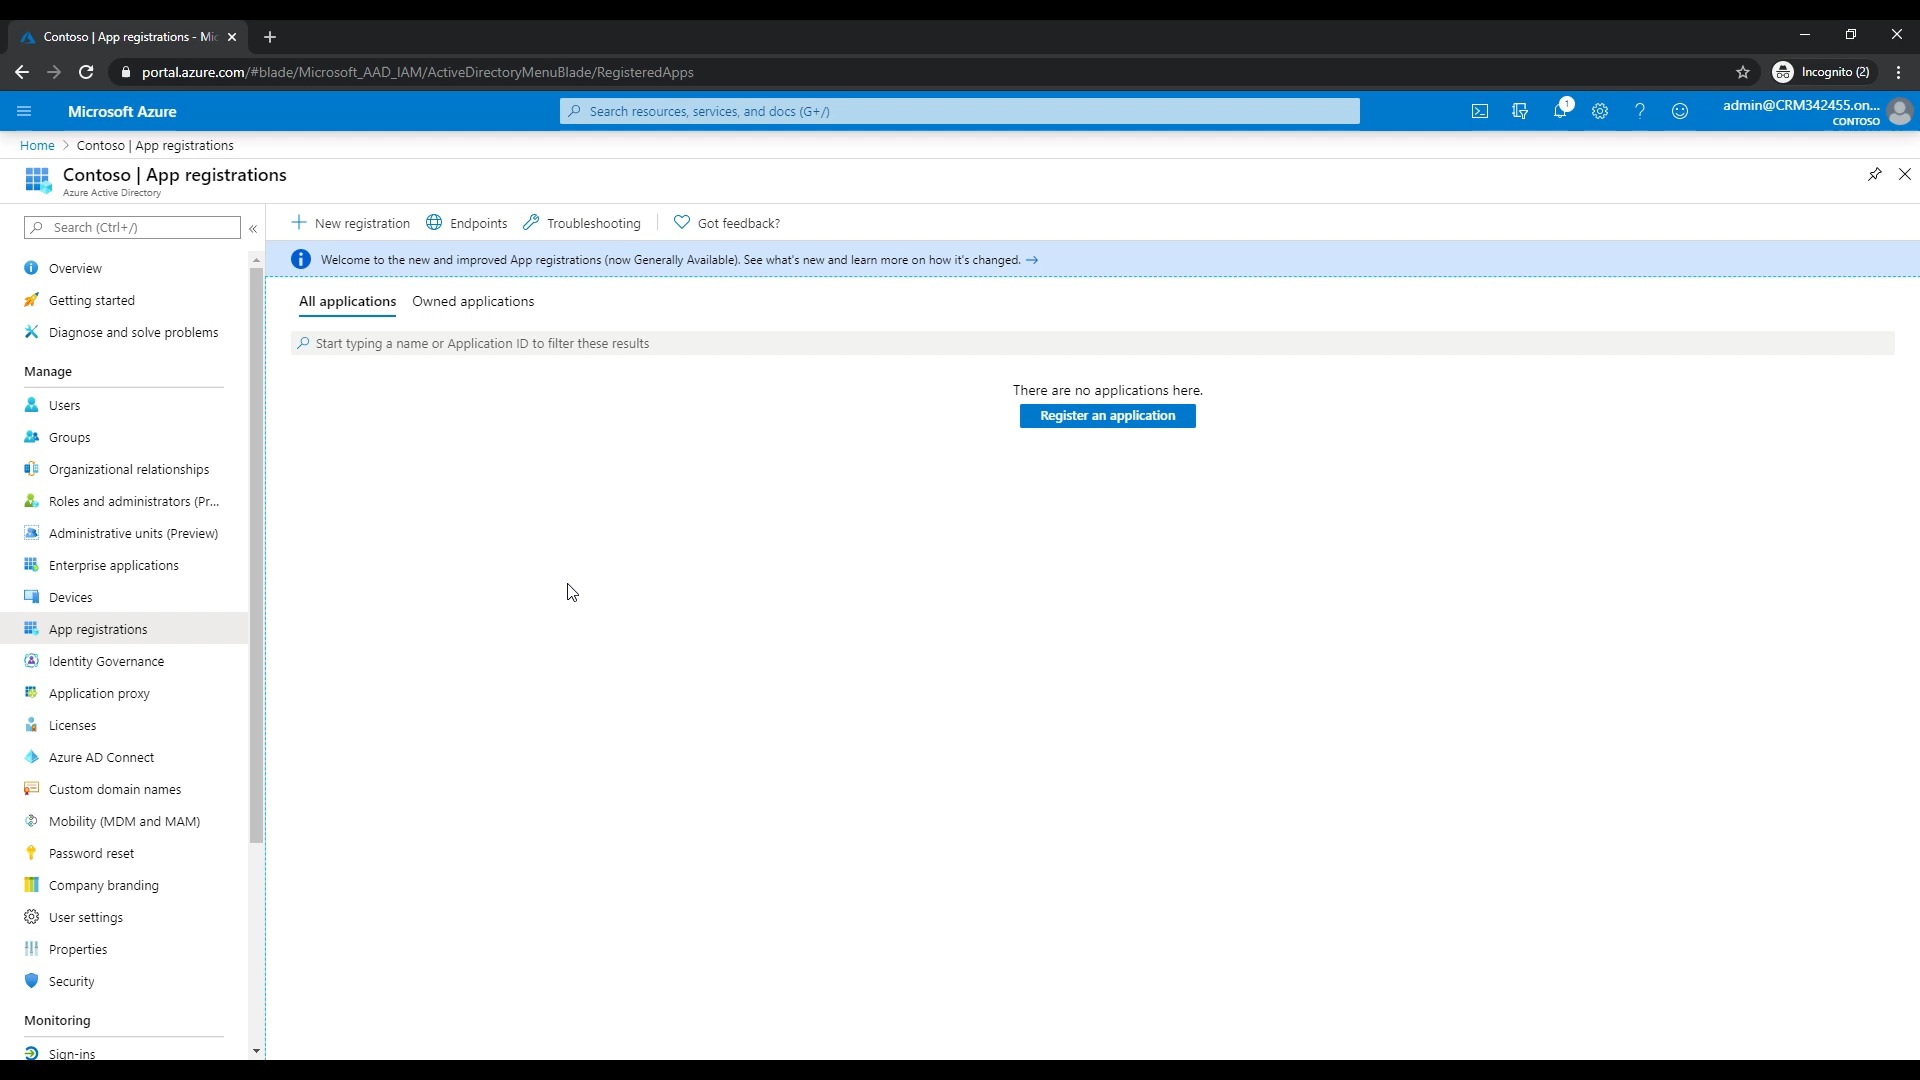 Contoso | App registrations - Mic
portal.azure.com/#blade/Microsoft_AAD_IAM/ActiveDirectoryMenuBlade/RegisteredApps
Incognito (2)
Microsoft Azure
Search resources, services, and docs (G+/)
1
admin@CRM342455.on...
CONTOSO
Home > Contoso | App registrations
Contoso | App registrations
Azure Active Directory
Search (Ctrl+/)
«
New registration
Endpoints
Troubleshooting
Got feedback?
Welcome to the new and improved App registrations (now Generally Available). See what's new and learn more on how it's changed. →
All applications
Owned applications
Start typing a name or Application ID to filter these results
There are no applications here.
Register an application
Overview
Getting started
Diagnose and solve problems
Manage
Users
Groups
Organizational relationships
Roles and administrators (Pr...
Administrative units (Preview)
Enterprise applications
Devices
App registrations
Identity Governance
Application proxy
Licenses
Azure AD Connect
Custom domain names
Mobility (MDM and MAM)
Password reset
Company branding
User settings
Properties
Security
Monitoring
Sign-ins